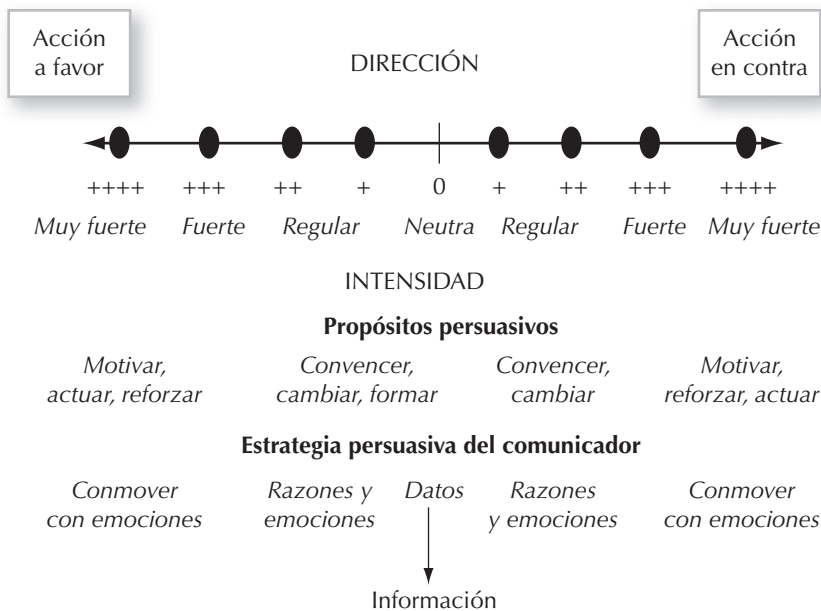 Acción
a favor
DIRECCIÓN
Acción
en contra
++++ +++ ++ + 0 + ++ +++ ++++
Muy fuerte Fuerte Regular Neutra Regular Fuerte Muy fuerte
INTENSIDAD
Propósitos persuasivos
Motivar,
actuar, reforzar
Convencer,
cambiar, formar
Convencer,
cambiar
Motivar,
reforzar, actuar
Estrategia persuasiva del comunicador
Conmover
con emociones
Razones y
emociones
Datos
Razones
y emociones
Conmover
con emociones
Información